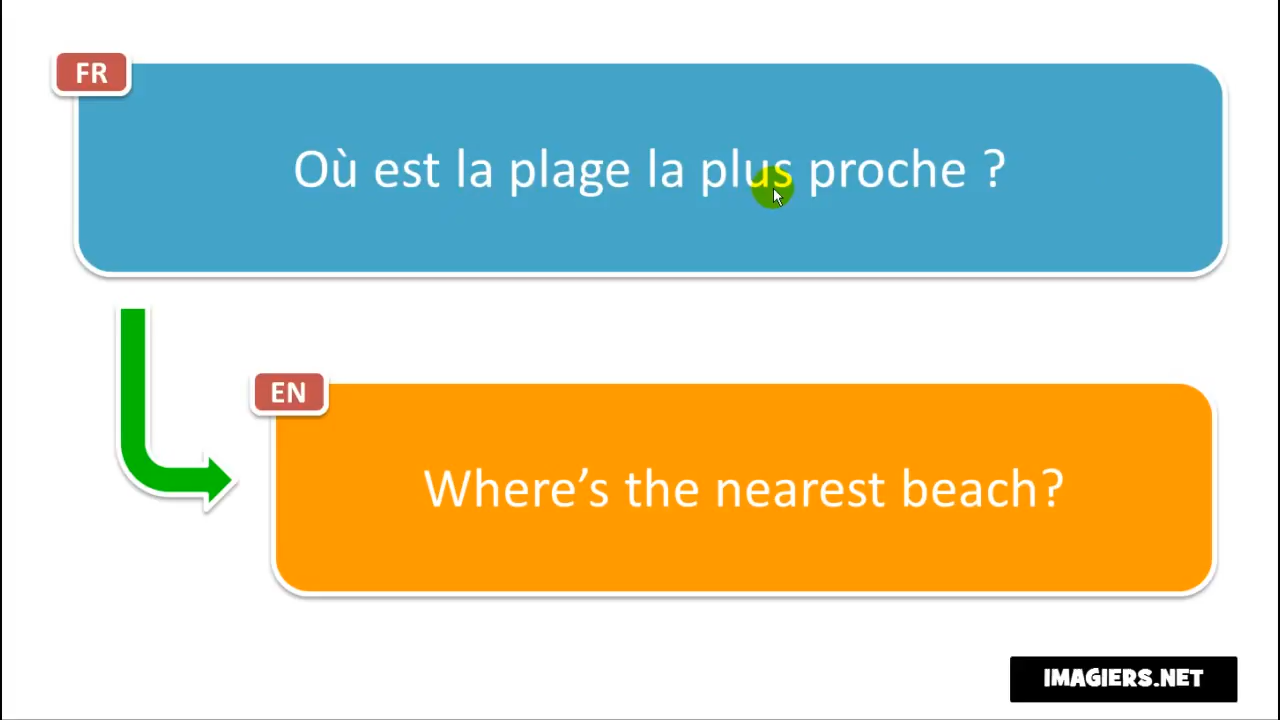 FR
Où est la plage la plus proche ?
EN
Where’s the nearest beach?
IMAGIERS.NET